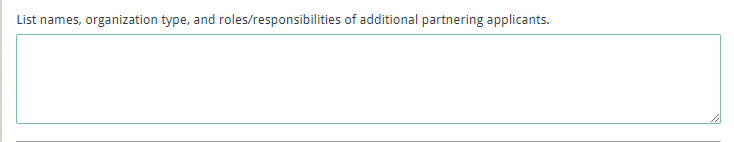 List names, organization type, and roles/responsibilities of additional partnering applicants.